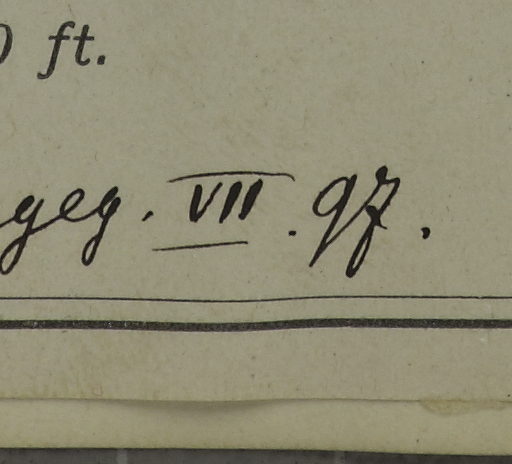 ) ft.
geg. VII. 97.